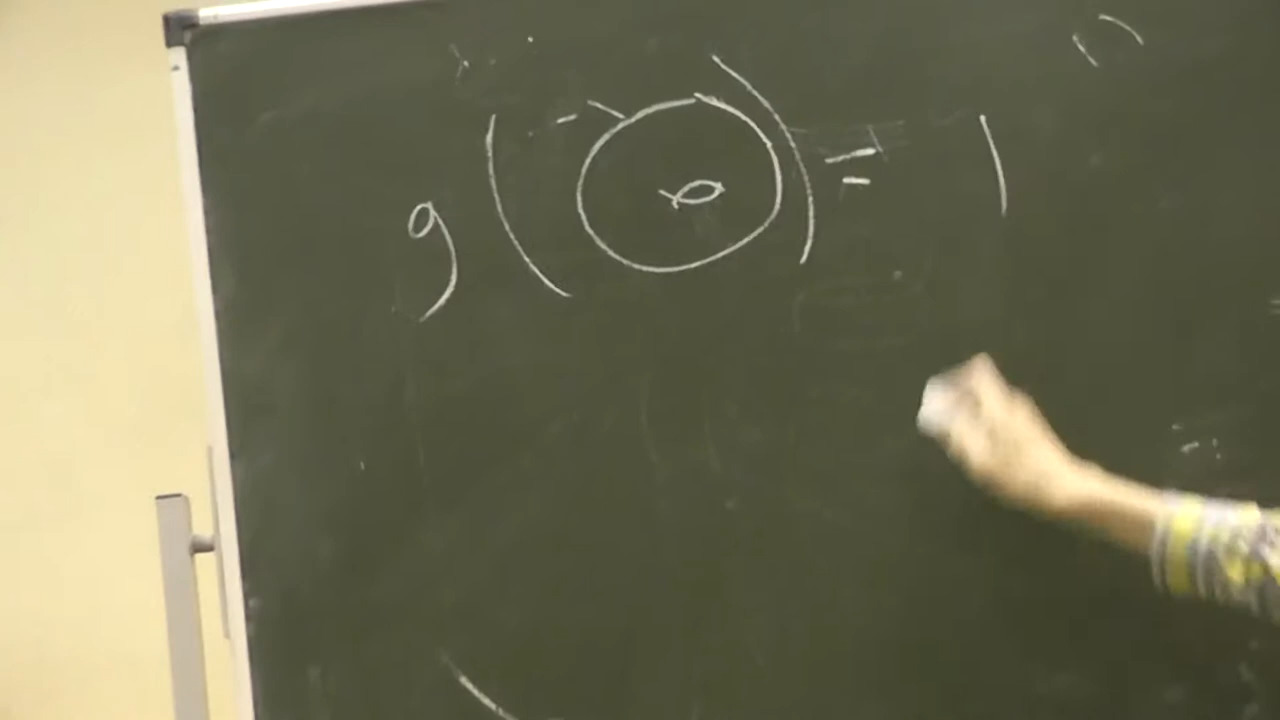 g( ) = 1